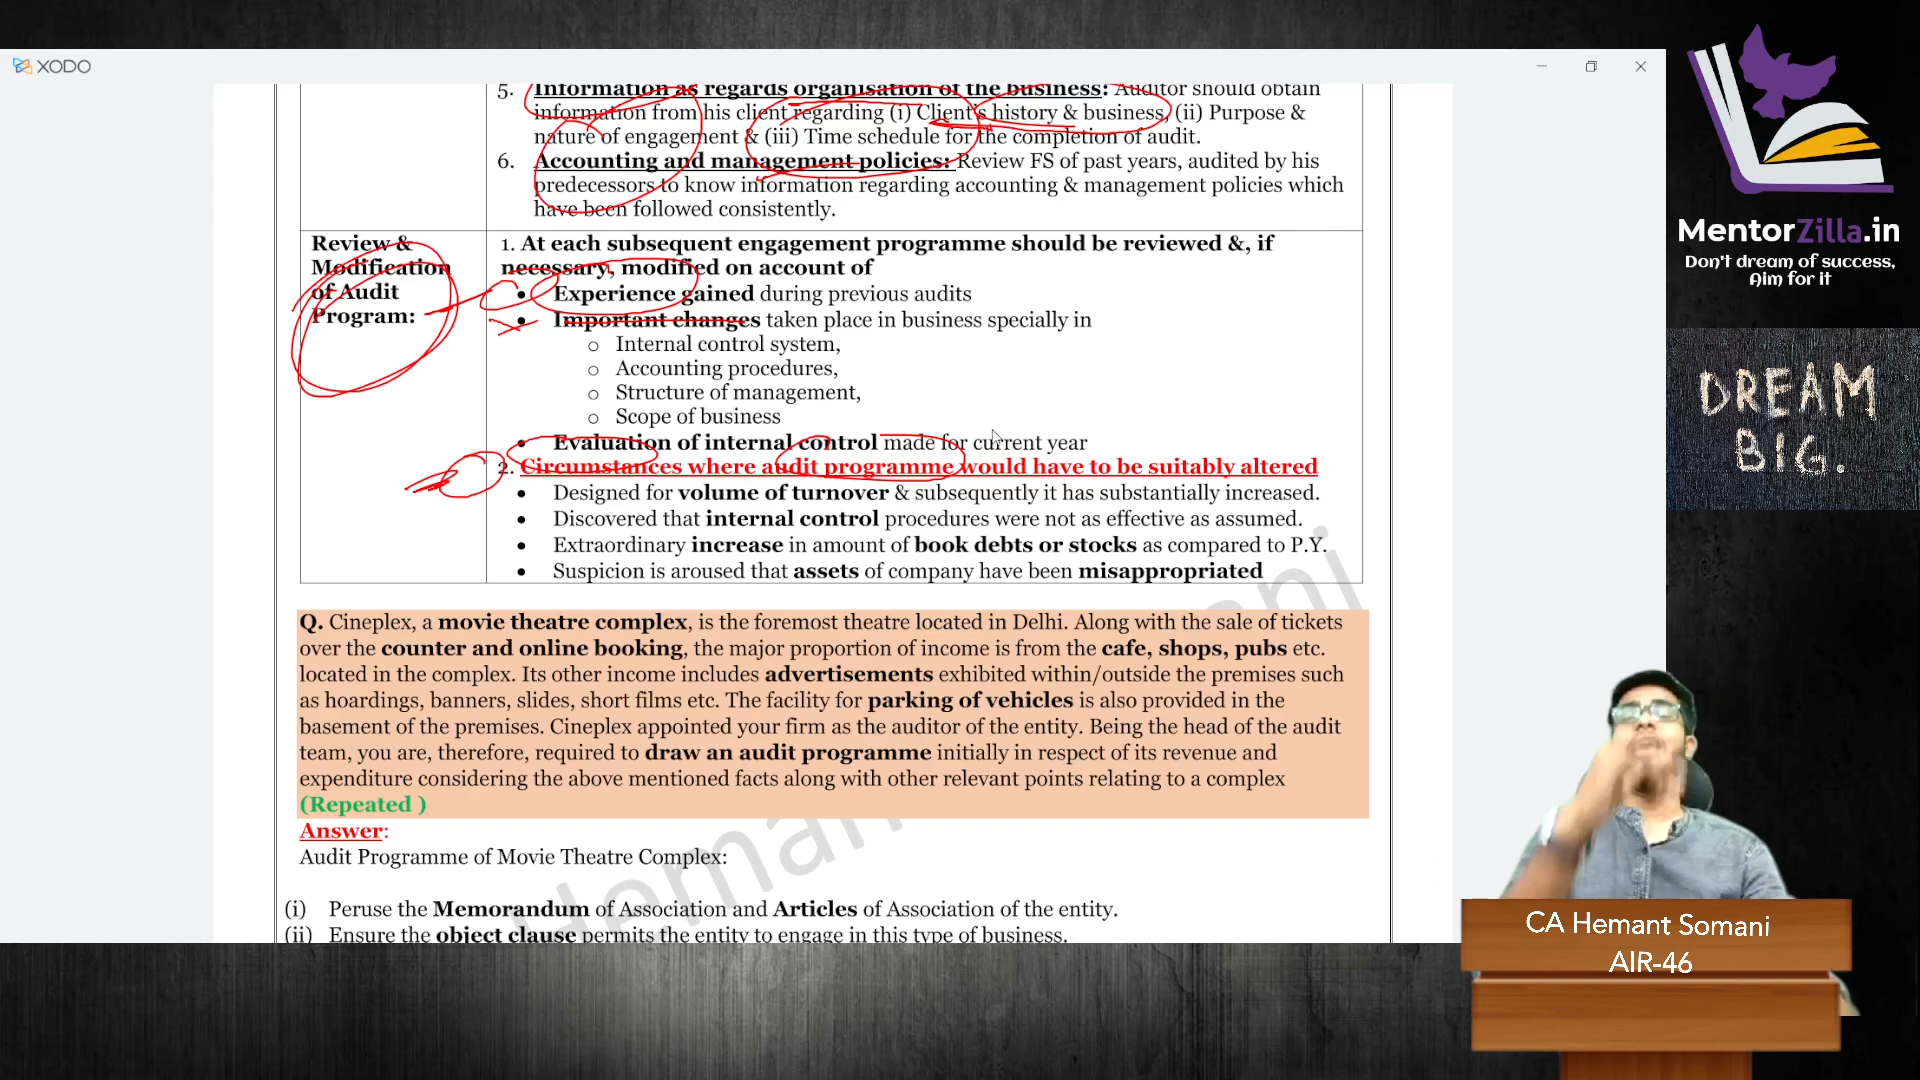 XODO
5. Information as regards organisation of the business: Auditor should obtain
information from his client regarding (i) Client's history & business, (ii) Purpose &
nature of engagement & (iii) Time schedule for the completion of audit.
6. Accounting and management policies: Review FS of past years, audited by his
predecessors to know information regarding accounting & management policies which
have been followed consistently.
Review &
Modification
of Audit
Program:
1. At each subsequent engagement programme should be reviewed &, if
necessary, modified on account of
• Experience gained during previous audits
• Important changes taken place in business specially in
o Internal control system,
o Accounting procedures,
o Structure of management,
o Scope of business
• Evaluation of internal control made for current year
2. Circumstances where audit programme would have to be suitably altered
• Designed for volume of turnover & subsequently it has substantially increased.
• Discovered that internal control procedures were not as effective as assumed.
• Extraordinary increase in amount of book debts or stocks as compared to P.Y.
• Suspicion is aroused that assets of company have been misappropriated
Q. Cineplex, a movie theatre complex, is the foremost theatre located in Delhi. Along with the sale of tickets
over the counter and online booking, the major proportion of income is from the cafe, shops, pubs etc.
located in the complex. Its other income includes advertisements exhibited within/outside the premises such
as hoardings, banners, slides, short films etc. The facility for parking of vehicles is also provided in the
basement of the premises. Cineplex appointed your firm as the auditor of the entity. Being the head of the audit
team, you are, therefore, required to draw an audit programme initially in respect of its revenue and
expenditure considering the above mentioned facts along with other relevant points relating to a complex
(Repeated )
Answer:
Audit Programme of Movie Theatre Complex:
(i) Peruse the Memorandum of Association and Articles of Association of the entity.
(ii) Ensure the object clause permits the entity to engage in this type of business.
MentorZilla.in
Don't dream of success,
Aim for it
DREAM
BIG.
CA Hemant Somani
AIR-46